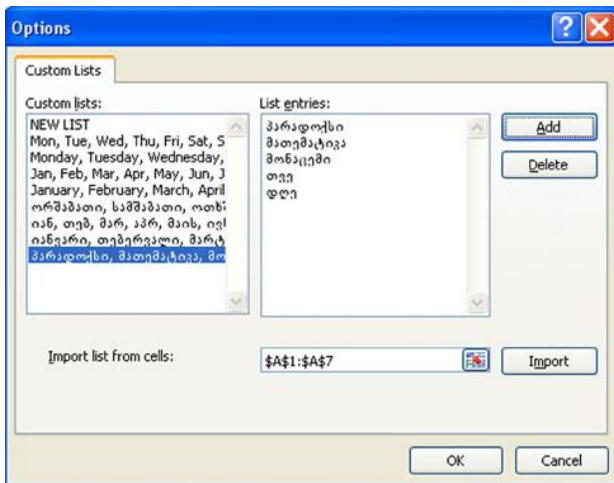 Options
Custom Lists
Custom lists:
NEW LIST
Mon, Tue, Wed, Thu, Fri, Sat, S
Monday, Tuesday, Wednesday,
Jan, Feb, Mar, Apr, May, Jun, J
January, February, March, April
ორშაბათი, სამშაბათი, ოთხშ
იან, თებ, მარ, აპრ, მაის, ივნ
იანვარი, თებერვალი, მარტ
პარადოქსი, მათემატიკა, მო
List entries:
პარადოქსი
მათემატიკა
მონაცემი
თვე
დღე
Add
Delete
Import list from cells:
$A$1:$A$7
Import
OK
Cancel